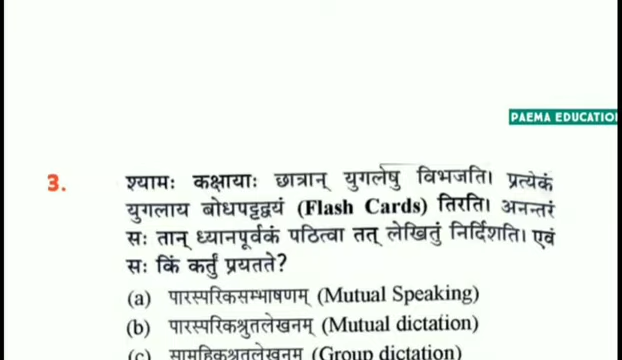 PAEMA EDUCATIO
3. श्यामः कक्षायाः छात्रान् युगलेषु विभजति। प्रत्येकं
युगलाय बोधपट्टद्वयं (Flash Cards) तिरति। अनन्तरं
सः तान् ध्यानपूर्वकं पठित्वा तत् लेखितुं निर्दिशति। एवं
सः किं कर्तुं प्रयतते?
(a) पारस्परिकसम्भाषणम् (Mutual Speaking)
(b) पारस्परिकश्रुतलेखनम् (Mutual dictation)
(c) सामूहिकश्रुतलेखनम् (Group dictation)